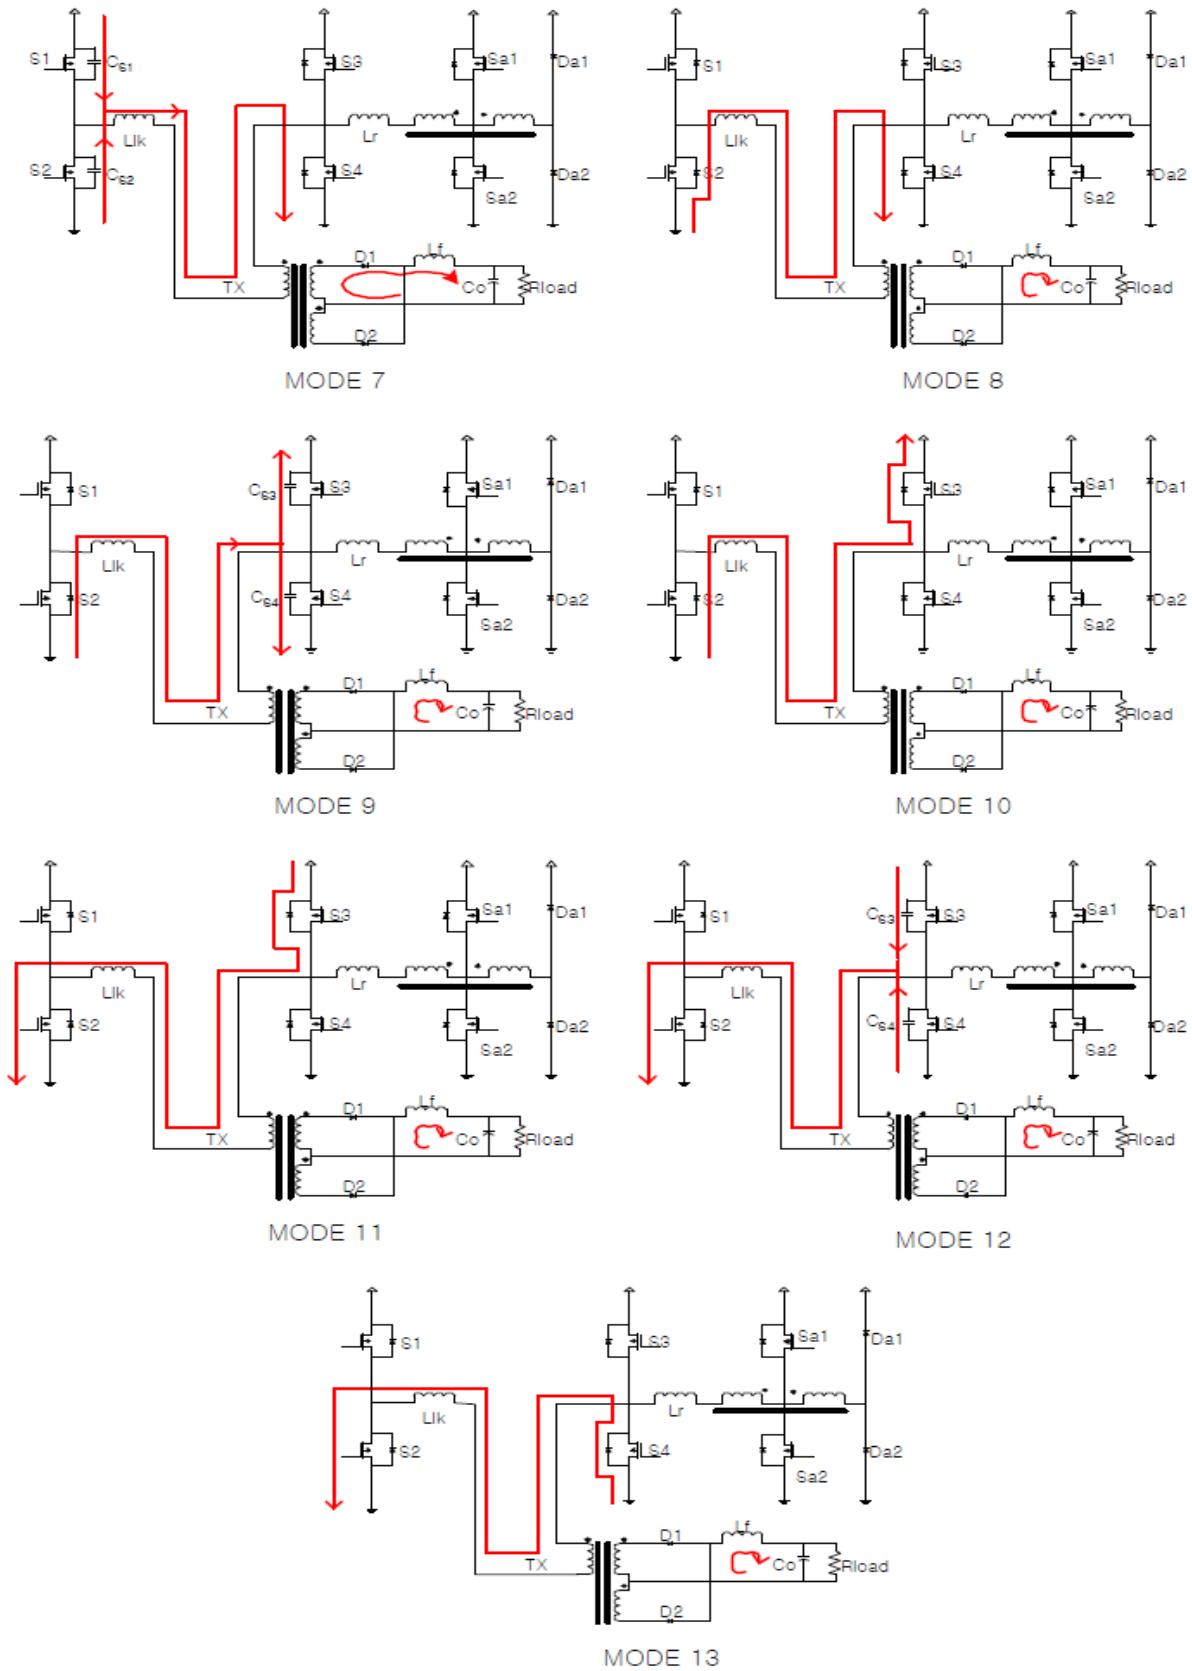 S1 C_S1 S3 Sa1 Da1
Llk Lr
S2 C_S2 S4 Sa2 Da2
D1 Lf
TX Co Rload
D2
MODE 7
S1 S3 Sa1 Da1
Llk Lr
S2 S4 Sa2 Da2
D1 Lf
TX Co Rload
D2
MODE 8
S1 C_S3 S3 Sa1 Da1
Llk Lr
S2 C_S4 S4 Sa2 Da2
D1 Lf
TX Co Rload
D2
MODE 9
S1 S3 Sa1 Da1
Llk Lr
S2 S4 Sa2 Da2
D1 Lf
TX Co Rload
D2
MODE 10
S1 S3 Sa1 Da1
Llk Lr
S2 S4 Sa2 Da2
D1 Lf
TX Co Rload
D2
MODE 11
S1 C_S3 S3 Sa1 Da1
Llk Lr
S2 C_S4 S4 Sa2 Da2
D1 Lf
TX Co Rload
D2
MODE 12
S1 S3 Sa1 Da1
Llk Lr
S2 S4 Sa2 Da2
D1 Lf
TX Co Rload
D2
MODE 13